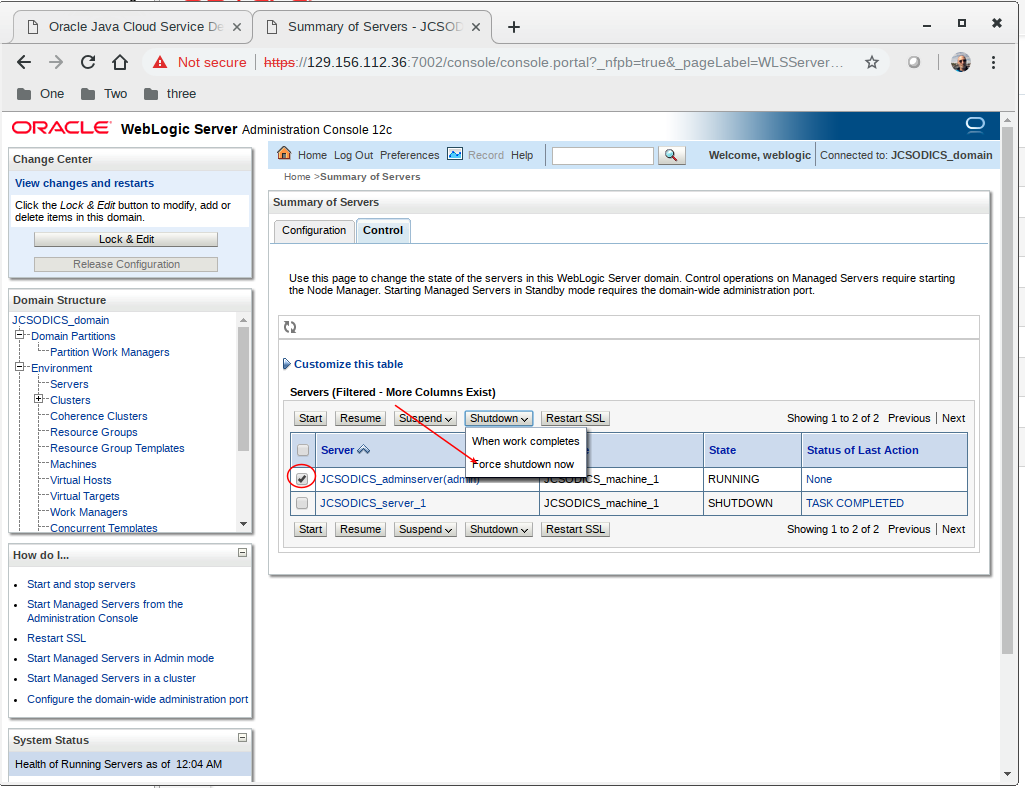 Oracle Java Cloud Service De
Summary of Servers - JCSOD
Not secure
https://129.156.112.36:7002/console/console.portal?_nfpb=true&_pageLabel=WLSServer…
One
Two
three
ORACLE WebLogic Server Administration Console 12c
Change Center
View changes and restarts
Click the Lock & Edit button to modify, add or
delete items in this domain.
Lock & Edit
Release Configuration
Domain Structure
JCSODICS_domain
Domain Partitions
Partition Work Managers
Environment
Servers
Clusters
Coherence Clusters
Resource Groups
Resource Group Templates
Machines
Virtual Hosts
Virtual Targets
Work Managers
Concurrent Templates
How do I...
Start and stop servers
Start Managed Servers from the
Administration Console
Restart SSL
Start Managed Servers in Admin mode
Start Managed Servers in a cluster
Configure the domain-wide administration port
System Status
Health of Running Servers as of 12:04 AM
Home Log Out Preferences Record Help
Welcome, weblogic
Connected to: JCSODICS_domain
Home >Summary of Servers
Summary of Servers
Configuration
Control
Use this page to change the state of the servers in this WebLogic Server domain. Control operations on Managed Servers require starting
the Node Manager. Starting Managed Servers in Standby mode requires the domain-wide administration port.
Customize this table
Servers (Filtered - More Columns Exist)
Start Resume Suspend Shutdown Restart SSL
Showing 1 to 2 of 2 Previous | Next
When work completes
Force shutdown now
Server State Status of Last Action
JCSODICS_adminserver(admin) JCSODICS_machine_1 RUNNING None
JCSODICS_server_1 JCSODICS_machine_1 SHUTDOWN TASK COMPLETED
Start Resume Suspend Shutdown Restart SSL
Showing 1 to 2 of 2 Previous | Next